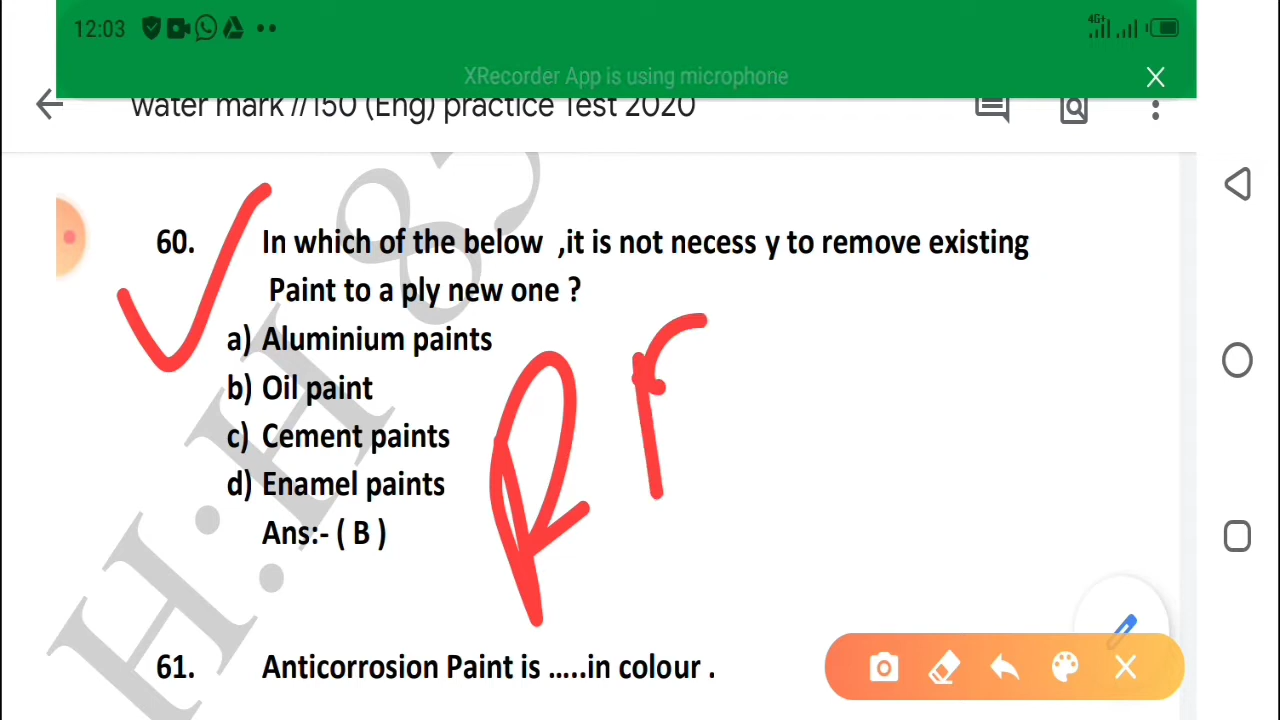 12:03
4G+
XRecorder App is using microphone
water mark //150 (Eng) practice Test 2020
60. In which of the below ,it is not necess y to remove existing
Paint to a ply new one ?
a) Aluminium paints
b) Oil paint
c) Cement paints
d) Enamel paints
Ans:- ( B )
R r
61. Anticorrosion Paint is .....in colour .
H.H 8